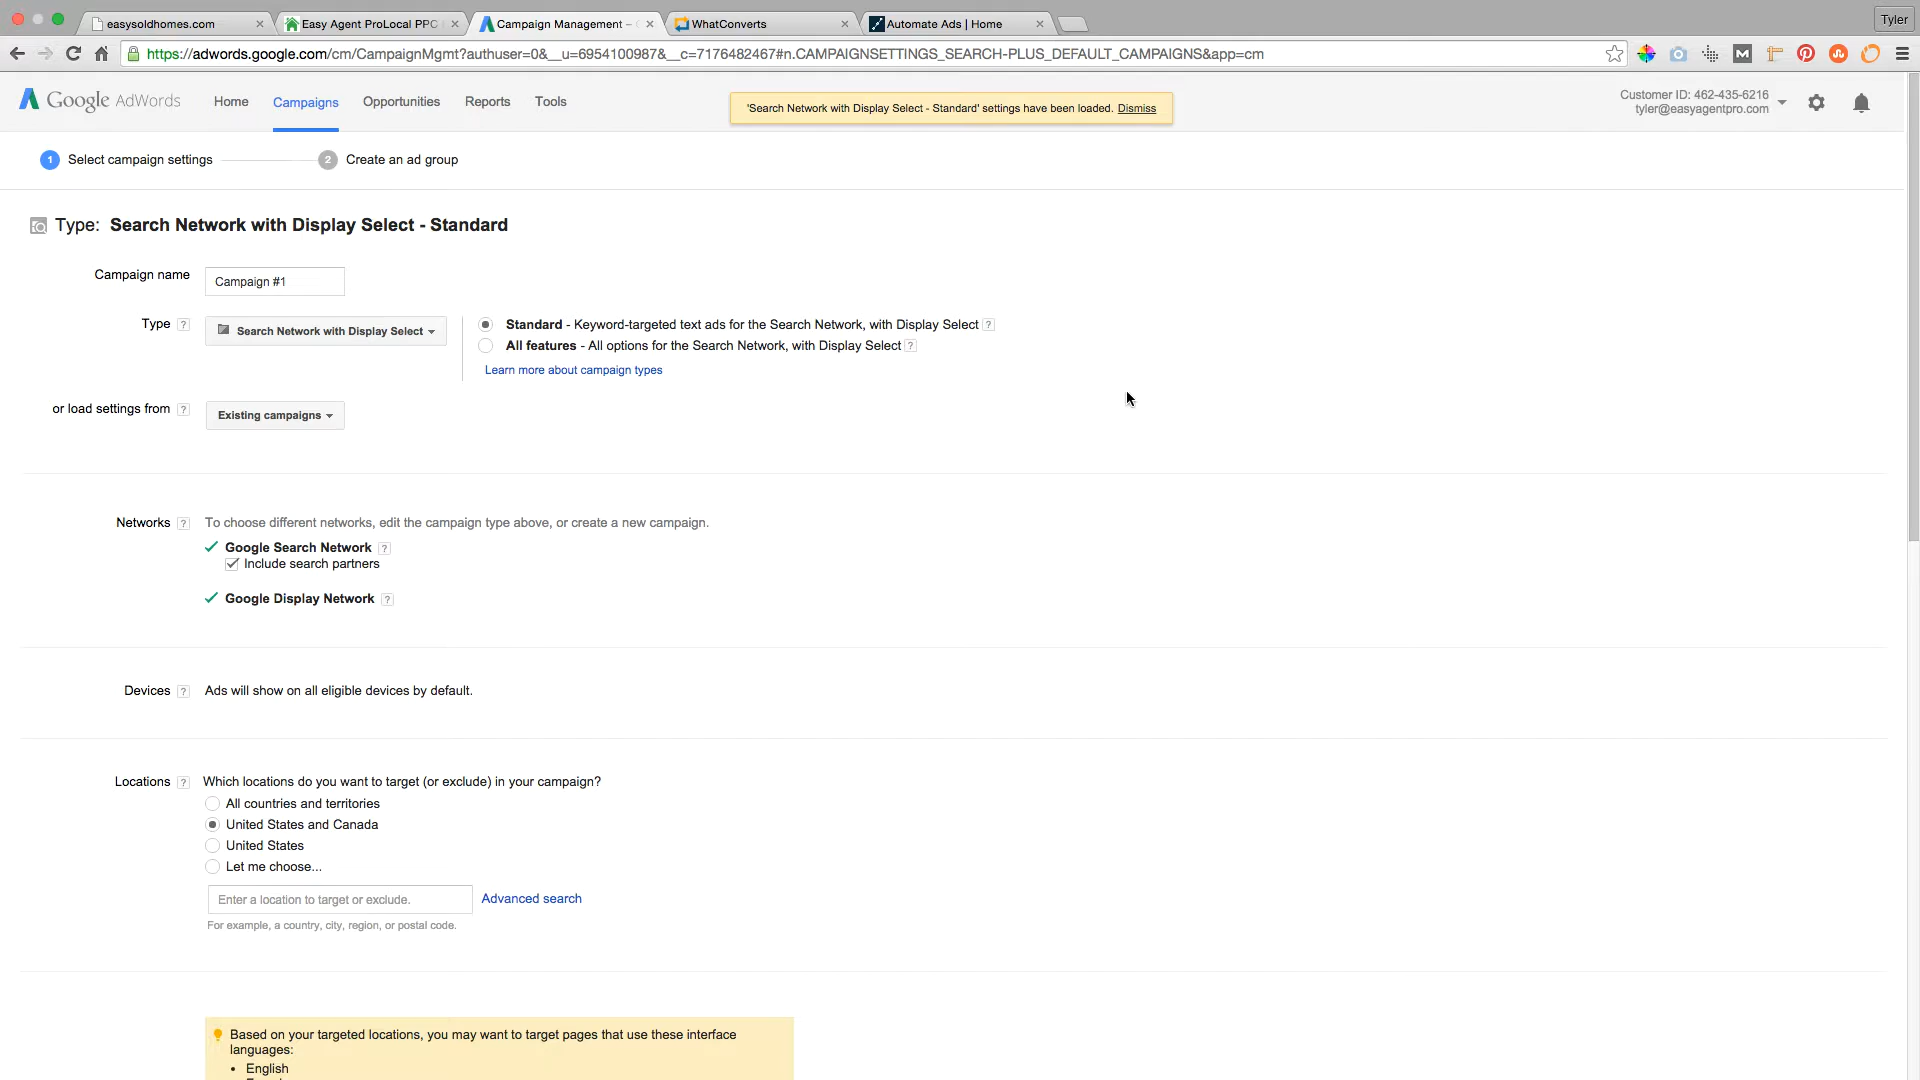 easysoldhomes.com
Easy Agent ProLocal PPC
Campaign Management –
WhatConverts
Automate Ads | Home
Tyler
https://adwords.google.com/cm/CampaignMgmt?authuser=0&__u=6954100987&__c=7176482467#n.CAMPAIGNSETTINGS_SEARCH-PLUS_DEFAULT_CAMPAIGNS&app=cm
Google AdWords
Home
Campaigns
Opportunities
Reports
Tools
'Search Network with Display Select - Standard' settings have been loaded. Dismiss
Customer ID: 462-435-6216
tyler@easyagentpro.com
1 Select campaign settings
2 Create an ad group
Type: Search Network with Display Select - Standard
Campaign name
Campaign #1
Type ?
Search Network with Display Select
Standard - Keyword-targeted text ads for the Search Network, with Display Select ?
All features - All options for the Search Network, with Display Select ?
Learn more about campaign types
or load settings from ?
Existing campaigns
Networks ?
To choose different networks, edit the campaign type above, or create a new campaign.
Google Search Network ?
Include search partners
Google Display Network ?
Devices ?
Ads will show on all eligible devices by default.
Locations ?
Which locations do you want to target (or exclude) in your campaign?
All countries and territories
United States and Canada
United States
Let me choose...
Enter a location to target or exclude.
Advanced search
For example, a country, city, region, or postal code.
Based on your targeted locations, you may want to target pages that use these interface
languages:
• English